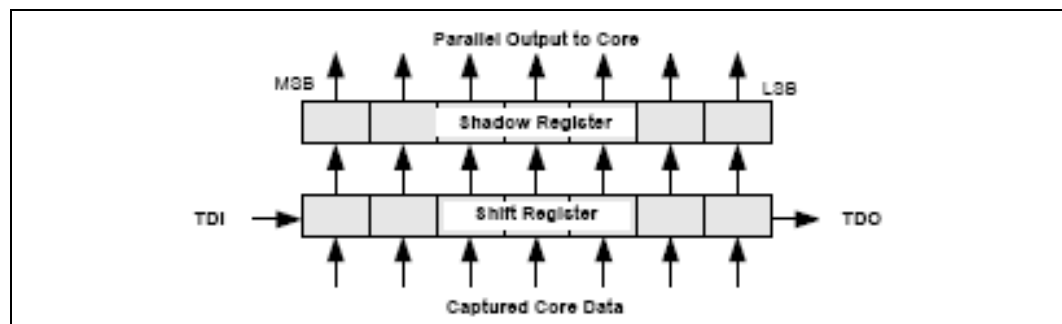 Parallel Output to Core
MSB
LSB
Shadow Register
TDI
Shift Register
TDO
Captured Core Data